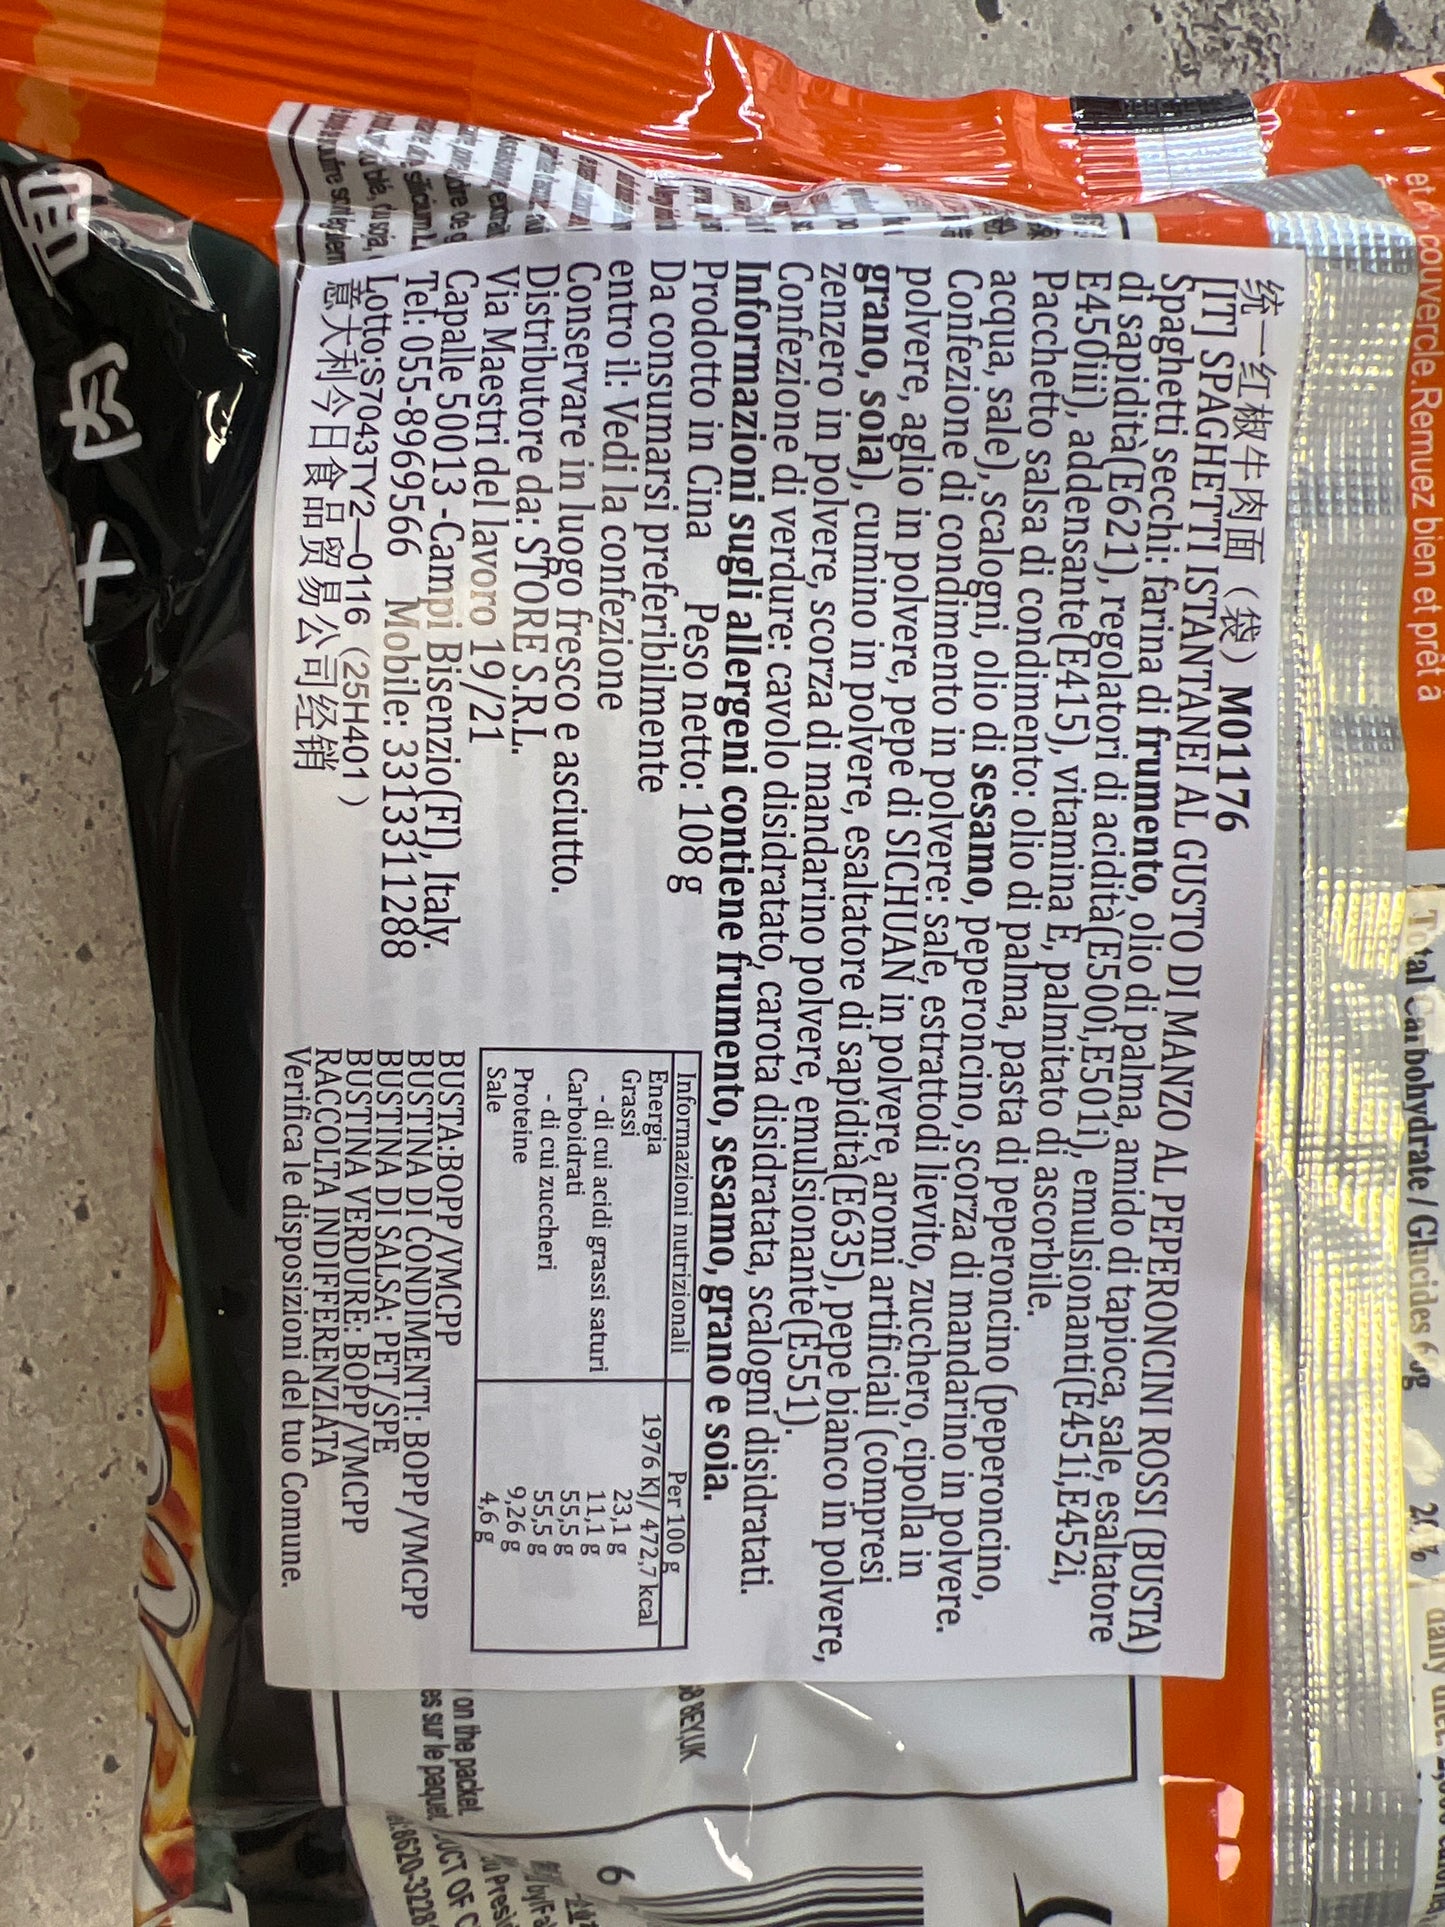 统一红椒牛肉面（袋）M01176
[IT] SPAGHETTI ISTANTANEI AL GUSTO DI MANZO AL PEPERONCINI ROSSI (BUSTA)
Spaghetti secchi: farina di frumento, olio di palma, amido di tapioca, sale, esaltatore
di sapidità(E621), regolatori di acidità(E500i,E501i), emulsionanti(E451i,E452i,
E450iii), addensante(E415), vitamina E, palmitato di ascorbile.
Pacchetto salsa di condimento: olio di palma, pasta di peperoncino (peperoncino,
acqua, sale), scalogni, olio di sesamo, peperoncino, scorza di mandarino in polvere.
Confezione di condimento in polvere: sale, estrattodi lievito, zucchero, cipolla in
polvere, aglio in polvere, pepe di SICHUAN in polvere, aromi artificiali (compresi
grano, soia), cumino in polvere, esaltatore di sapidità(E635), pepe bianco in polvere,
zenzero in polvere, scorza di mandarino polvere, emulsionante(E551).
Confezione di verdure: cavolo disidratato, carota disidratata, scalogni disidratati.
Informazioni sugli allergeni contiene frumento, sesamo, grano e soia.
Prodotto in Cina Peso netto: 108 g
Da consumarsi preferibilmente
entro il: Vedi la confezione
Conservare in luogo fresco e asciutto.
Distributore da: STORE S.R.L.
Via Maestri del lavoro 19/21
Capalle 50013 -Campi Bisenzio(FI), Italy.
Tel: 055-8969566 Mobile: 3313311288
Lotto:S7043TY2—0116（25H401）
意大利今日食品贸易公司经销
Informazioni nutrizionali Per 100 g
Energia 1976 KJ/ 472,7 kcal
Grassi 23,1 g
- di cui acidi grassi saturi 11,1 g
Carboidrati 55,5 g
- di cui zuccheri 55,5 g
Proteine 9,26 g
Sale 4,6 g
BUSTA:BOPP/VMCPP
BUSTINA DI CONDIMENTI: BOPP/VMCPP
BUSTINA DI SALSA: PET/SPE
BUSTINA VERDURE: BOPP/VMCPP
RACCOLTA INDIFFERENZIATA
Verifica le disposizioni del tuo Comune.
couvercle.Remuez bien et prêt à
Total Carbohydrate / Glucides
8EY,UK
on the packet.
es sur le paquet.
6